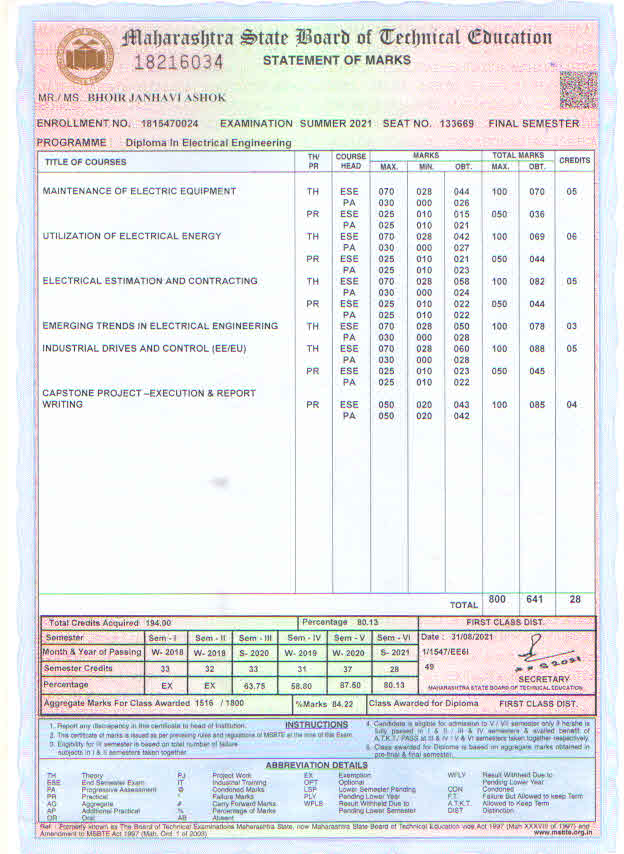 Maharashtra State Board of Technical Education
18216034 STATEMENT OF MARKS
MR./ MS. BHOIR JANHAVI ASHOK
ENROLLMENT NO. 1815470024 EXAMINATION SUMMER 2021 SEAT NO. 133669 FINAL SEMESTER
PROGRAMME Diploma In Electrical Engineering
TITLE OF COURSES TH/ PR COURSE HEAD MARKS MAX. MIN. OBT. TOTAL MARKS MAX. OBT. CREDITS
MAINTENANCE OF ELECTRIC EQUIPMENT TH ESE 070 028 044 100 070 05
PA 030 000 026
PR ESE 025 010 015 050 036
PA 025 010 021
UTILIZATION OF ELECTRICAL ENERGY TH ESE 070 028 042 100 069 06
PA 030 000 027
PR ESE 025 010 021 050 044
PA 025 010 023
ELECTRICAL ESTIMATION AND CONTRACTING TH ESE 070 028 058 100 082 05
PA 030 000 024
PR ESE 025 010 022 050 044
PA 025 010 022
EMERGING TRENDS IN ELECTRICAL ENGINEERING TH ESE 070 028 050 100 078 03
PA 030 000 028
INDUSTRIAL DRIVES AND CONTROL (EE/EU) TH ESE 070 028 060 100 088 05
PA 030 000 028
PR ESE 025 010 023 050 045
PA 025 010 022
CAPSTONE PROJECT –EXECUTION & REPORT
WRITING PR ESE 050 020 043 100 085 04
PA 050 020 042
TOTAL 800 641 28
Total Credits Acquired 194.00 Percentage 80.13 FIRST CLASS DIST.
Semester Sem - I Sem - II Sem - III Sem - IV Sem - V Sem - VI Date : 31/08/2021
Month & Year of Passing W- 2018 W- 2018 S- 2020 W- 2019 W- 2020 S- 2021 1/1547/EE6I
Semester Credits 33 32 33 31 37 28 49
Percentage EX EX 63.75 58.80 87.50 80.13 SECRETARY
MAHARASHTRA STATE BOARD OF TECHNICAL EDUCATION
Aggregate Marks For Class Awarded 1516 / 1800 %Marks 84.22 Class Awarded for Diploma FIRST CLASS DIST.
INSTRUCTIONS
1. Report any discrepancy in this certificate to head of Institution.
2. This certificate of marks is issued as per prevailing rules and regulations of MSBTE at the time of this Exam.
3. Eligibility for III semester is based on total number of failure
subjects in I & II semesters taken together.
4. Candidate is eligible for admission to V / VI semester only if he/she is
fully passed in I & II / III & IV semesters & availed benefit of
A.T.K.T. PASS at III & IV / V & VI semesters taken together respectively.
5. Class awarded for Diploma is based on aggregate marks obtained in
pre-final & final semester.
ABBREVIATION DETAILS
TH Theory PJ Project Work EX Exemption WFLY Result Withheld Due to
ESE End Semester Exam IT Industrial Training OPT Optional Pending Lower Year
PA Progressive Assessment @ Condoned Marks LSP Lower Semester Pending CON Condoned
PR Practical * Failure Marks PLY Pending Lower Year F.T. Failure But Allowed to keep Term
AG Aggregate # Carry Forward Marks WFLS Result Withheld Due to A.T.K.T. Allowed to Keep Term
AP Additional Practical % Percentage of Marks Pending Lower Semester DIST Distinction
OR Oral AB Absent
Ref : Formerly known as The Board of Technical Examinations Maharashtra State, now Maharashtra State Board of Technical Education vide Act 1997 (Mah XXXVIII of 1997) and
Amendment to MSBTE Act 1997 (Mah. Ord. 1 of 2003) www.msbte.org.in